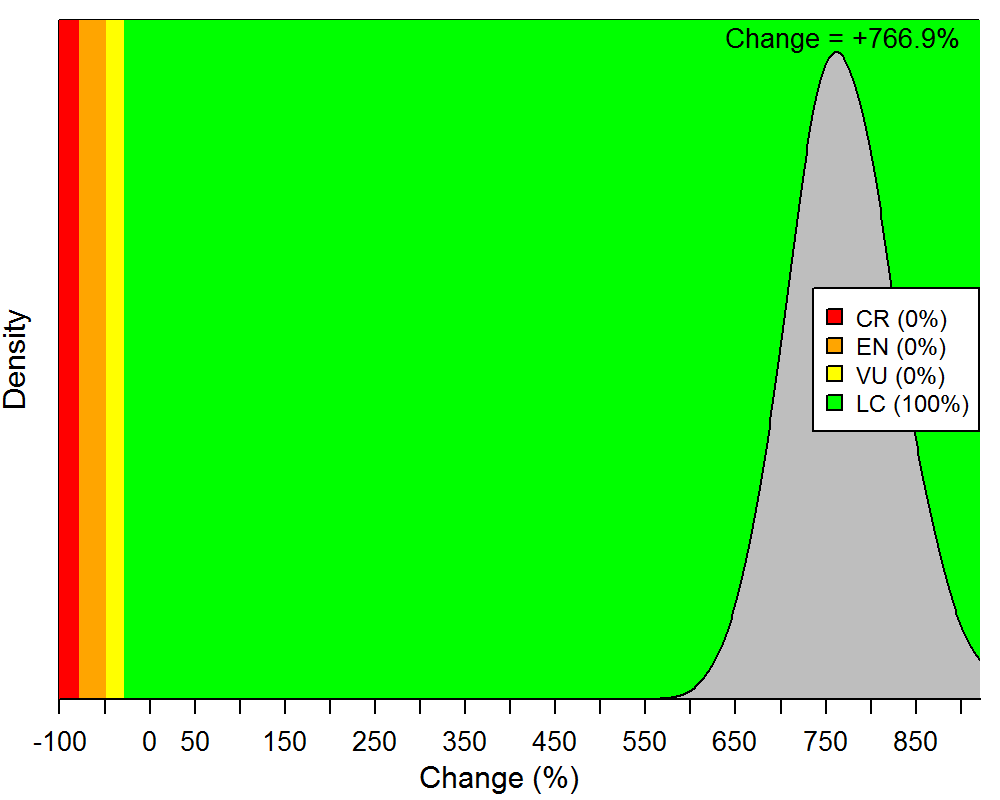 Change = +766.9%
Density
CR (0%)
EN (0%)
VU (0%)
LC (100%)
-100 0 50 150 250 350 450 550 650 750 850
Change (%)